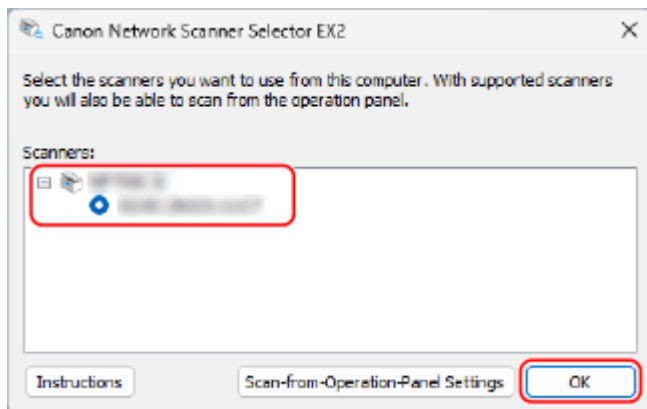 Canon Network Scanner Selector EX2
Select the scanners you want to use from this computer. With supported scanners
you will also be able to scan from the operation panel.
Scanners:
Instructions
Scan-from-Operation-Panel Settings
OK